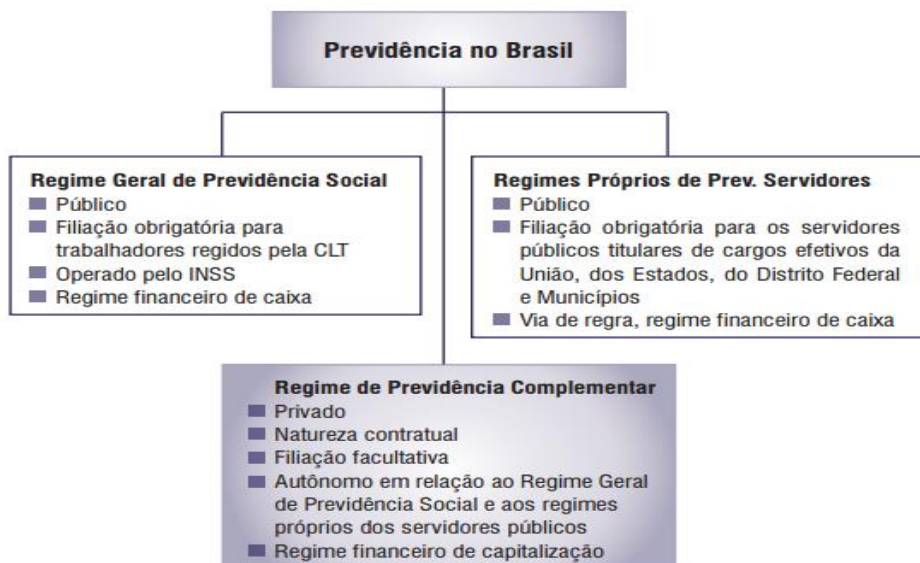 Previdência no Brasil
Regime Geral de Previdência Social
Público
Filiação obrigatória para
trabalhadores regidos pela CLT
Operado pelo INSS
Regime financeiro de caixa
Regimes Próprios de Prev. Servidores
Público
Filiação obrigatória para os servidores
públicos titulares de cargos efetivos da
União, dos Estados, do Distrito Federal
e Municípios
Via de regra, regime financeiro de caixa
Regime de Previdência Complementar
Privado
Natureza contratual
Filiação facultativa
Autônomo em relação ao Regime Geral
de Previdência Social e aos regimes
próprios dos servidores públicos
Regime financeiro de capitalização